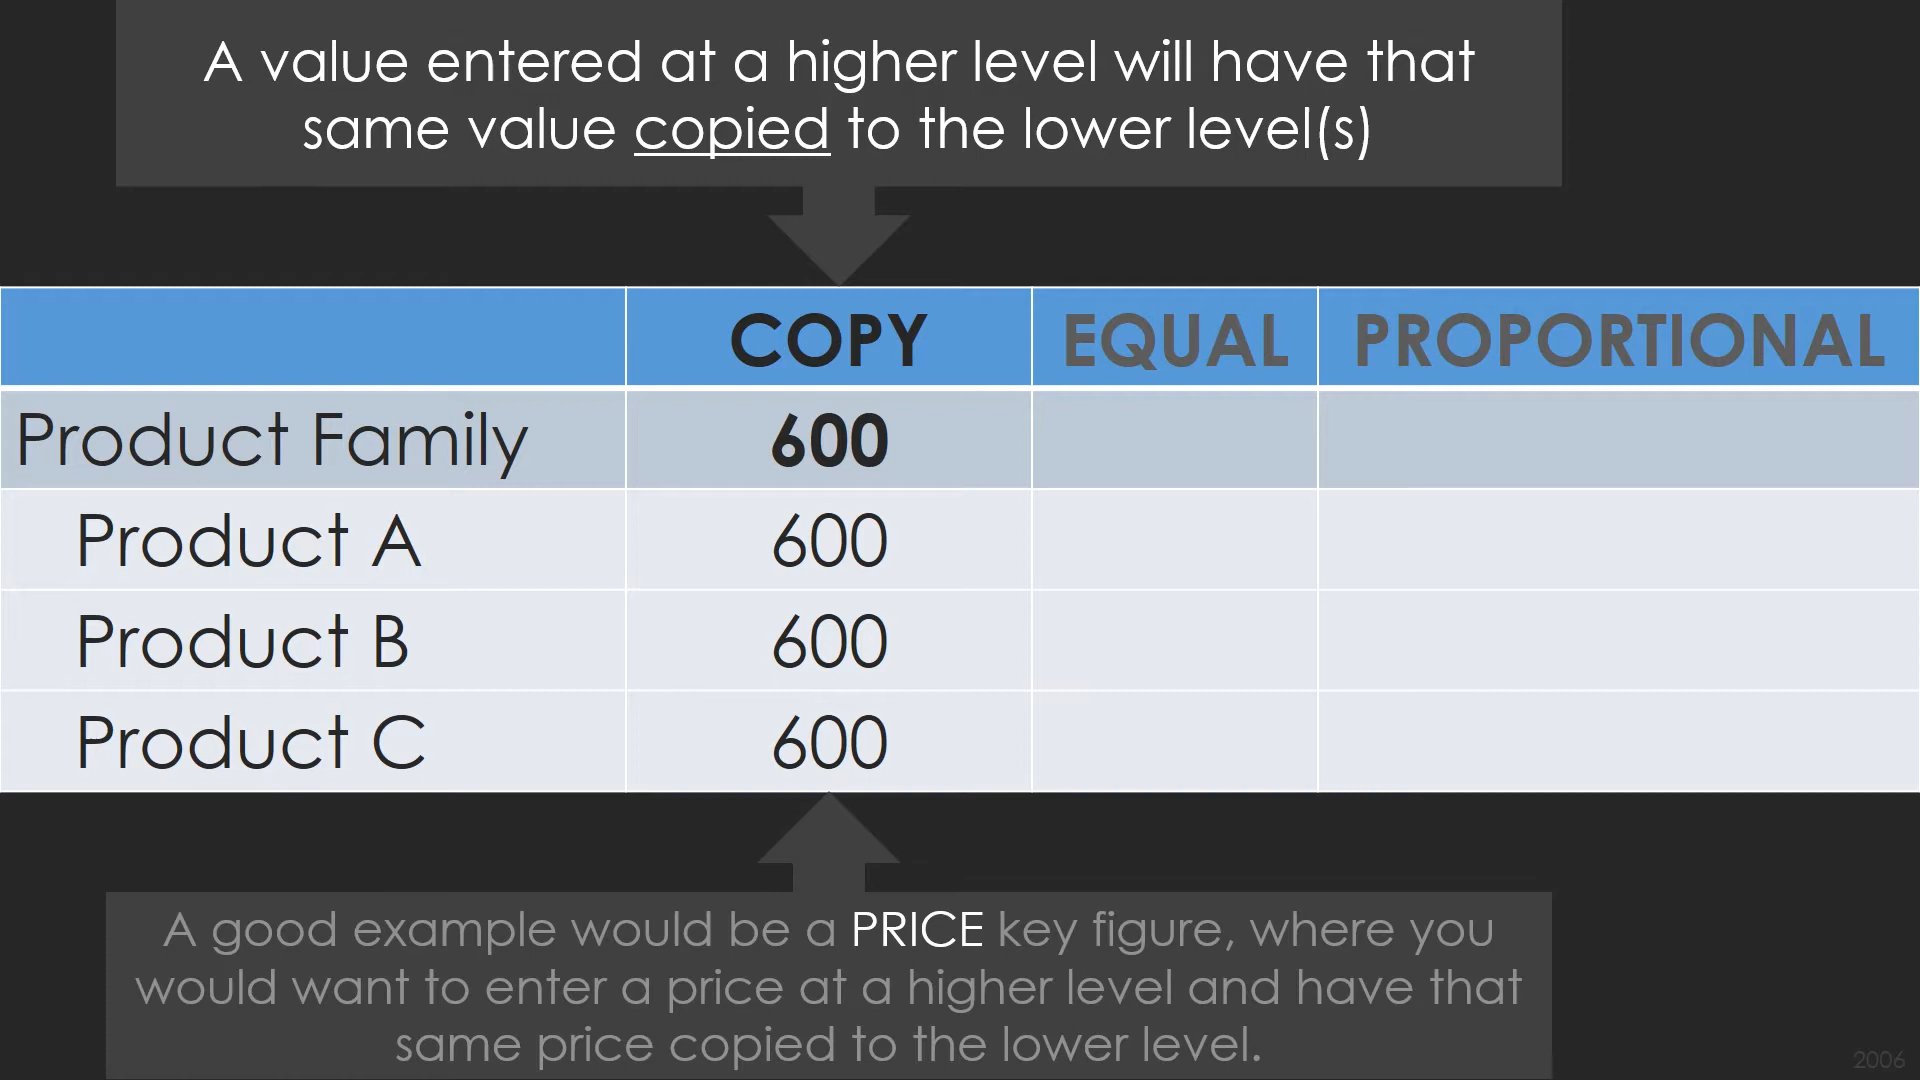 A value entered at a higher level will have that
same value copied to the lower level(s)
COPY EQUAL PROPORTIONAL
Product Family 600
Product A 600
Product B 600
Product C 600
A good example would be a PRICE key figure, where you
would want to enter a price at a higher level and have that
same price copied to the lower level.
2006